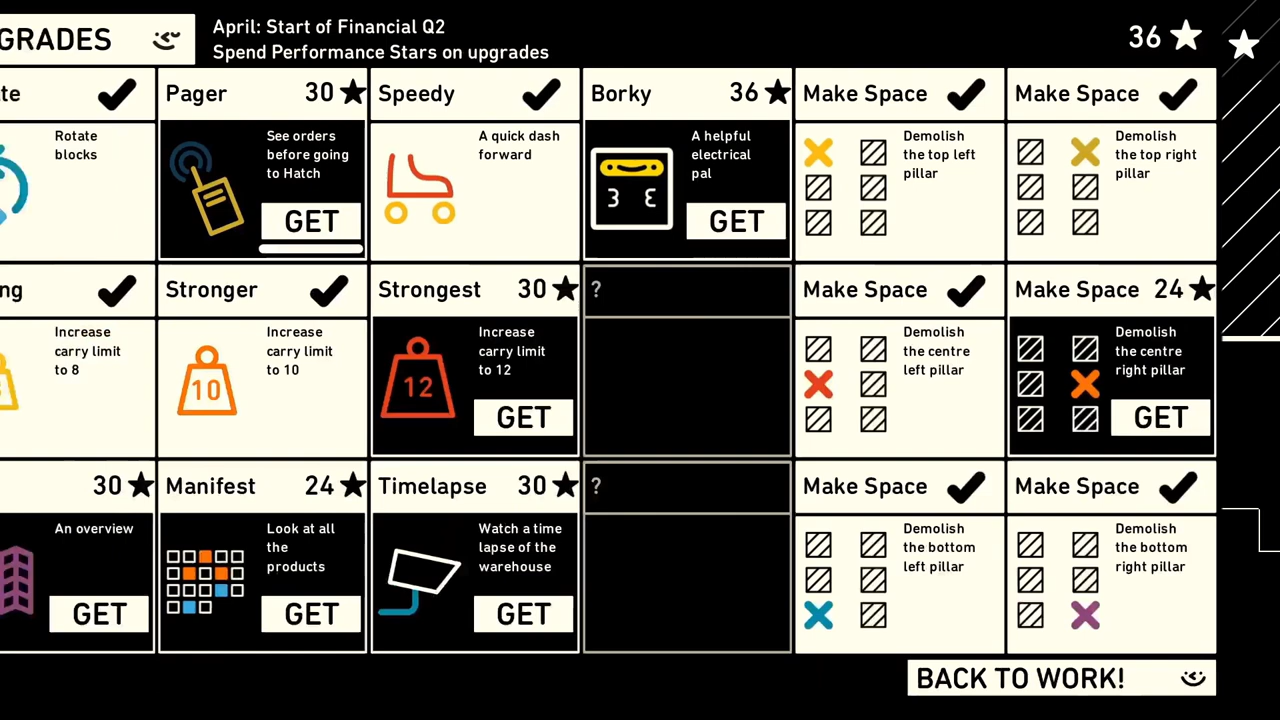 GRADES
April: Start of Financial Q2
Spend Performance Stars on upgrades
36
te
Rotate
blocks
Pager
30
See orders
before going
to Hatch
GET
Speedy
A quick dash
forward
Borky
36
A helpful
electrical
pal
GET
Make Space
Demolish
the top left
pillar
Make Space
Demolish
the top right
pillar
ng
Increase
carry limit
to 8
Stronger
10
Increase
carry limit
to 10
Strongest
30
12
Increase
carry limit
to 12
GET
?
Make Space
Demolish
the centre
left pillar
Make Space
24
Demolish
the centre
right pillar
GET
30
An overview
GET
Manifest
24
Look at all
the
products
GET
Timelapse
30
Watch a time
lapse of the
warehouse
GET
?
Make Space
Demolish
the bottom
left pillar
Make Space
Demolish
the bottom
right pillar
BACK TO WORK!